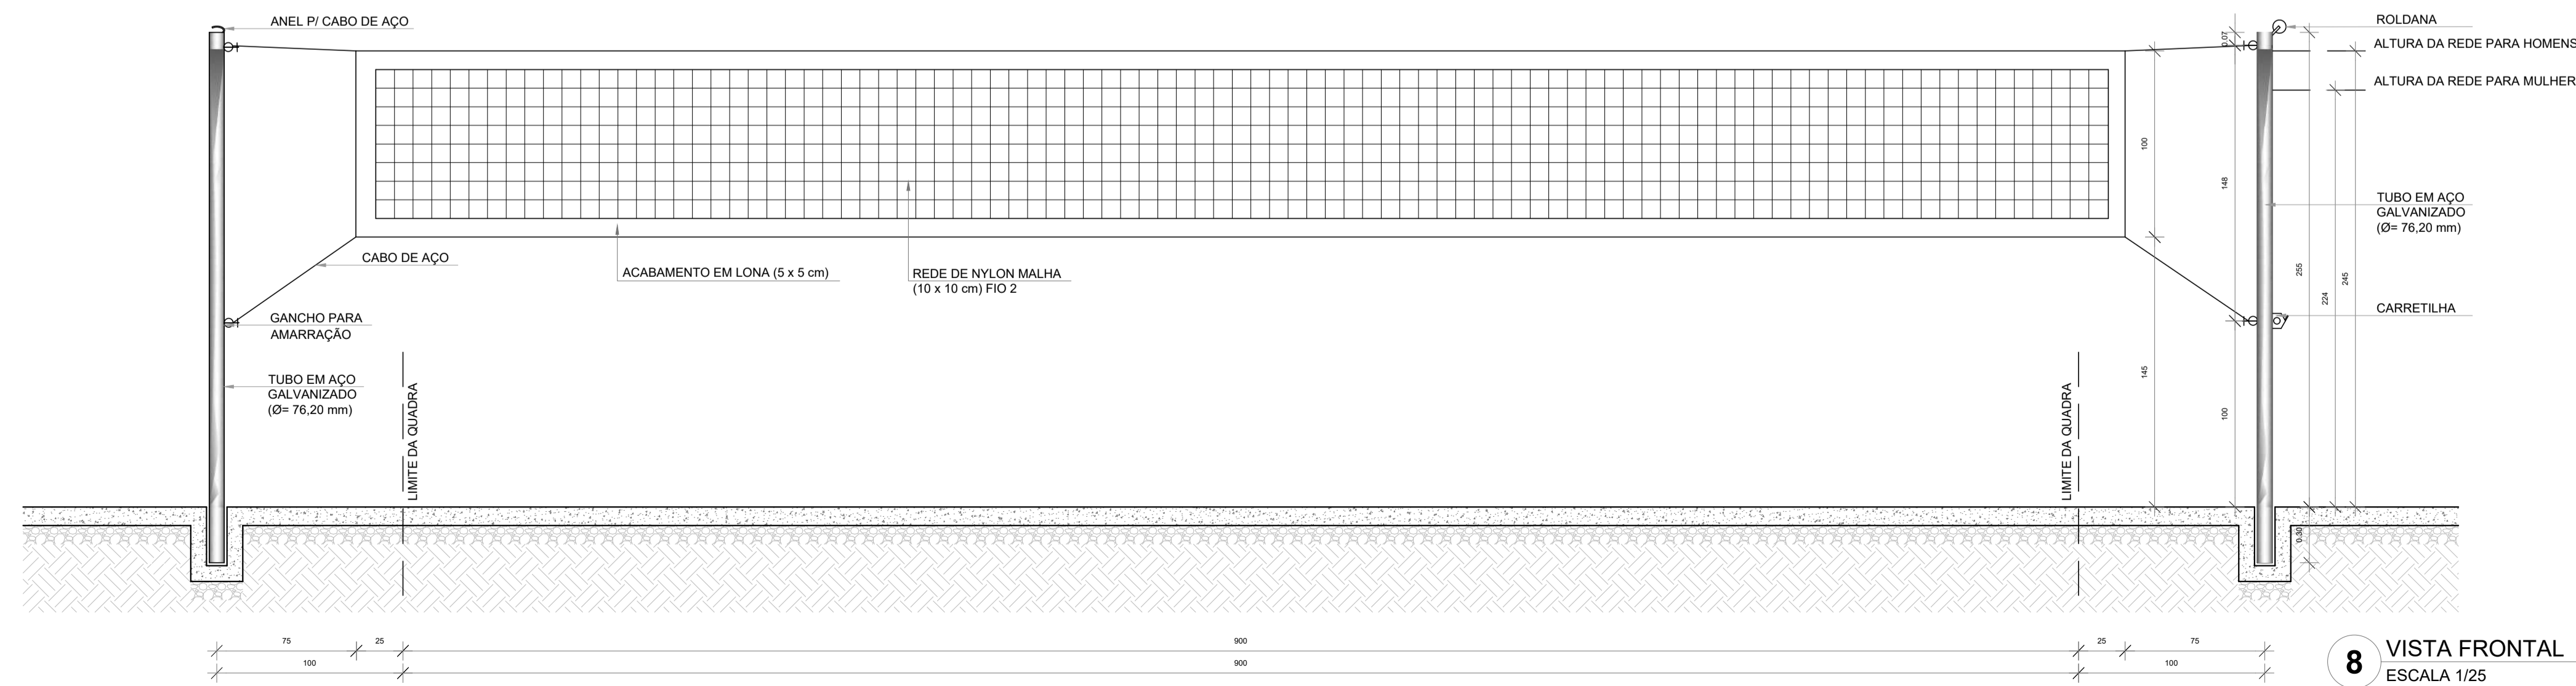 ANEL P/ CABO DE AÇO
ROLDANA
ALTURA DA REDE PARA HOMENS
ALTURA DA REDE PARA MULHER
0.07
100
148
TUBO EM AÇO
GALVANIZADO
(Ø= 76,20 mm)
CABO DE AÇO
ACABAMENTO EM LONA (5 x 5 cm)
REDE DE NYLON MALHA
(10 x 10 cm) FIO 2
255
245
224
CARRETILHA
GANCHO PARA
AMARRAÇÃO
TUBO EM AÇO
GALVANIZADO
(Ø= 76,20 mm)
LIMITE DA QUADRA
LIMITE DA QUADRA
145
100
0.30
75
25
900
25
75
100
900
100
8
VISTA FRONTAL
ESCALA 1/25